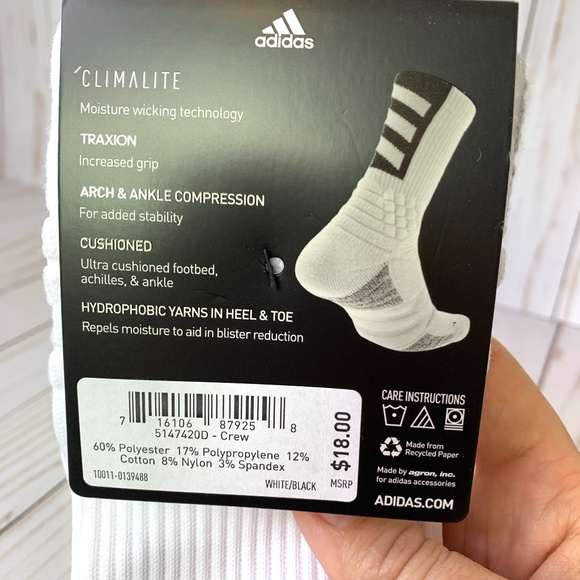 adidas
CLIMALITE
Moisture wicking technology
TRAXION
Increased grip
ARCH & ANKLE COMPRESSION
For added stability
CUSHIONED
Ultra cushioned footbed,
achilles, & ankle
HYDROPHOBIC YARNS IN HEEL & TOE
Repels moisture to aid in blister reduction
7 16106 87925 8
5147420D - Crew
60% Polyester 17% Polypropylene 12%
Cotton 8% Nylon 3% Spandex
10011-0139488
WHITE/BLACK
$18.00
MSRP
CARE INSTRUCTIONS
Made from
Recycled Paper
Made by agron, inc.
for adidas accessories
ADIDAS.COM